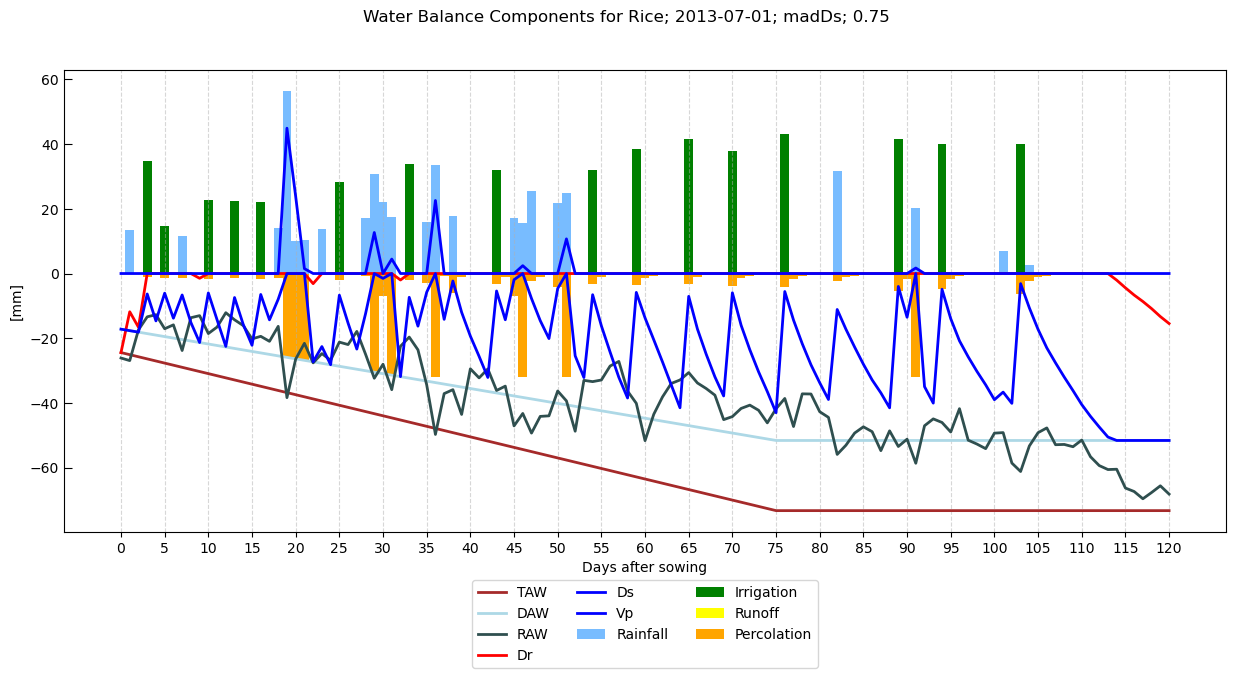 Water Balance Components for Rice; 2013-07-01; madDs; 0.75
60
40
20
0
−20
−40
−60
[mm]
0 5 10 15 20 25 30 35 40 45 50 55 60 65 70 75 80 85 90 95 100 105 110 115 120
Days after sowing
TAW Ds Irrigation
DAW Vp Runoff
RAW Rainfall Percolation
Dr